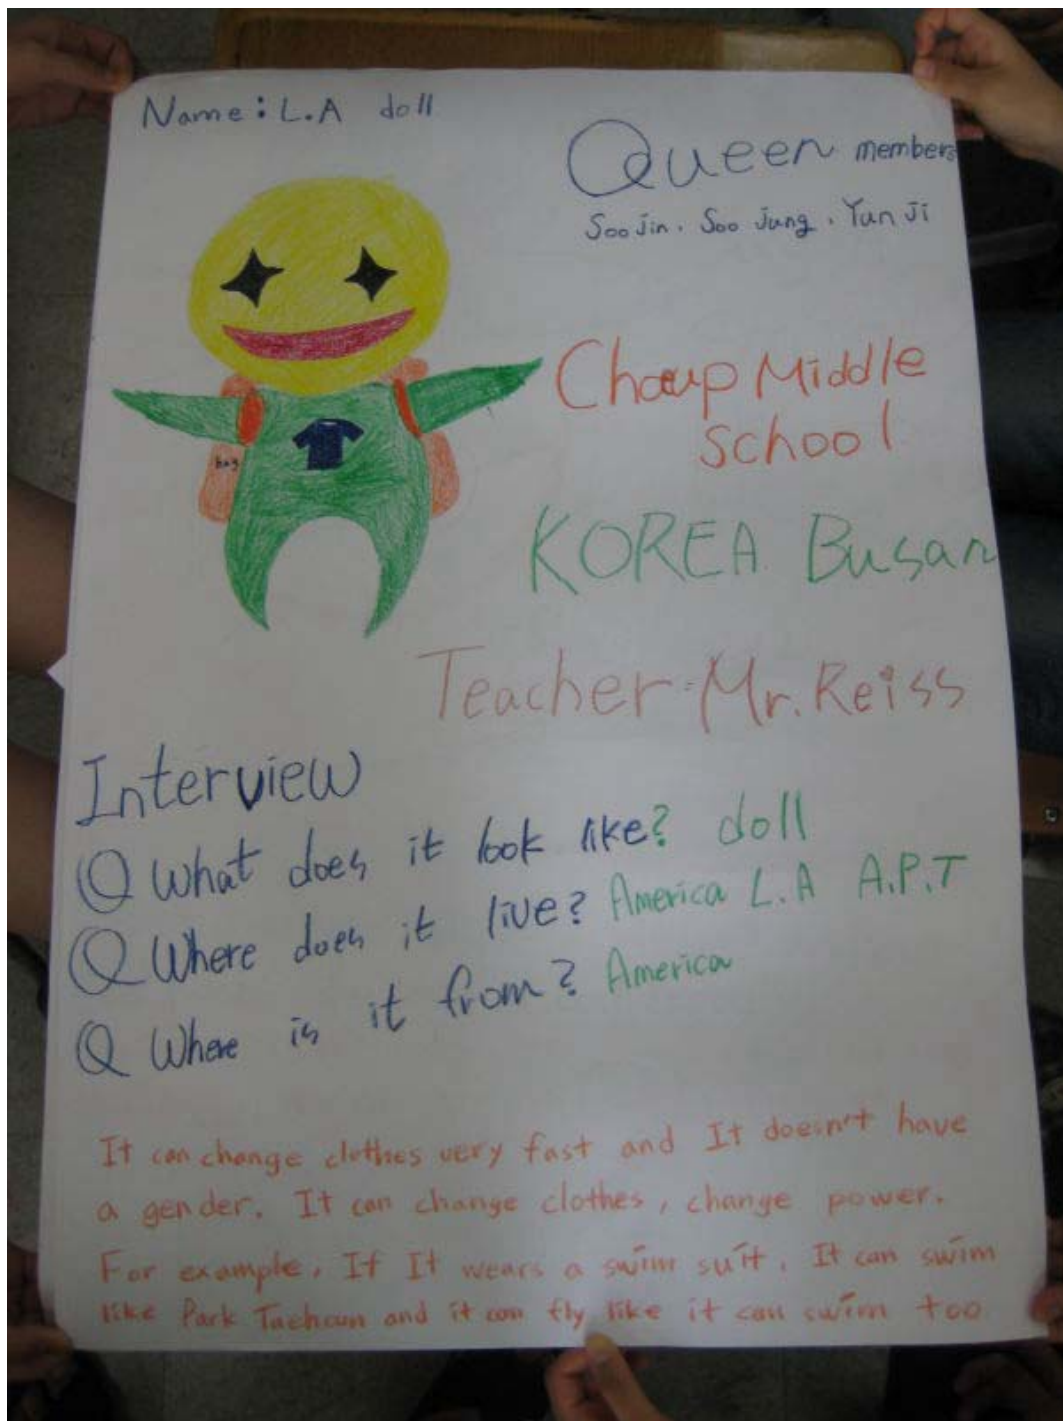 Name: L.A doll
Queen members
Soo Jin. Soo Jung. Yun Ji
Chaup Middle
School
KOREA Busan
Teacher: Mr. Reiss
bag
Interview
Q What does it look like? doll
Q Where does it live? America L.A A.P.T
Q Where is it from? America
It can change clothes very fast and It doesn't have
a gender. It can change clothes, change power.
For example, If It wears a swim suit. It can swim
like Park Taehwan and it can fly like it can swim too.